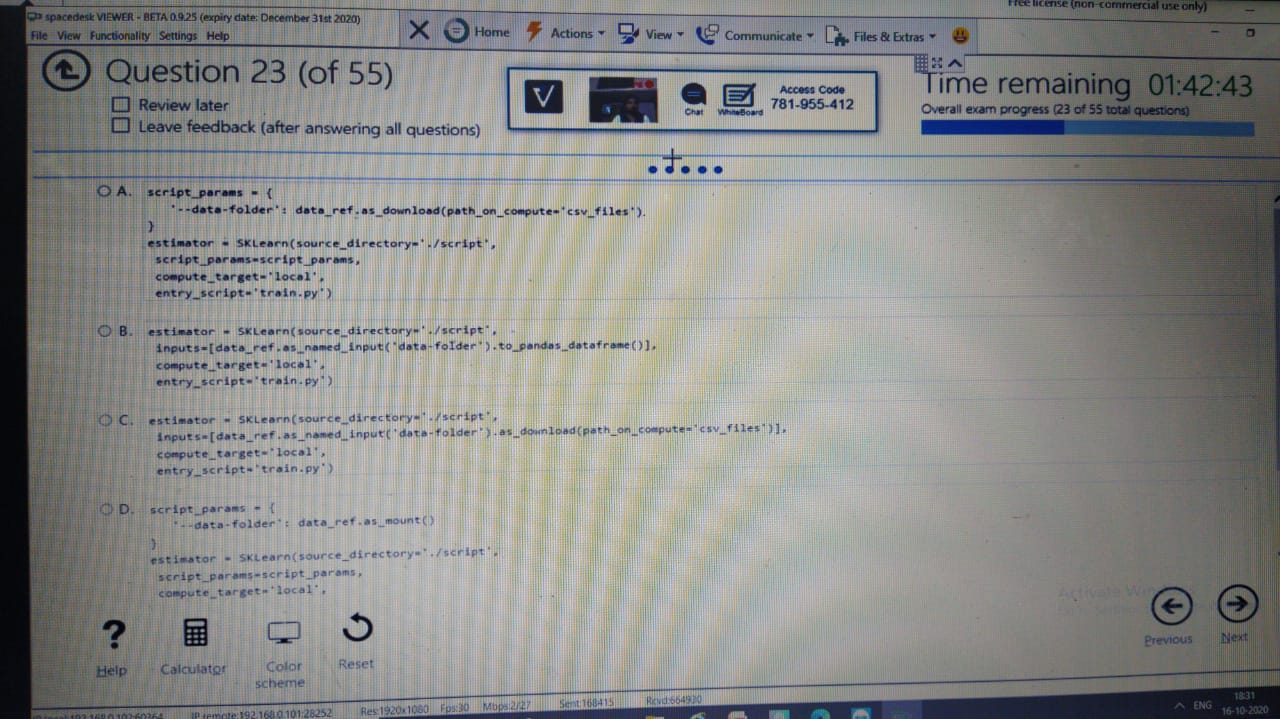 spacedesk VIEWER - BETA 0.9.25 (expiry date: December 31st 2020)
Free license (non-commercial use only)
File View Functionality Settings Help
Home Actions View Communicate Files & Extras
Question 23 (of 55)
Review later
Leave feedback (after answering all questions)
V
Chat
WhiteBoard
Access Code
781-955-412
Time remaining 01:42:43
Overall exam progress (23 of 55 total questions)
A. script_params = {
'--data-folder': data_ref.as_download(path_on_compute='csv_files'),
}
estimator = SKLearn(source_directory='./script',
script_params=script_params,
compute_target='local',
entry_script='train.py')
B. estimator = SKLearn(source_directory='./script',
inputs=[data_ref.as_named_input('data-folder').to_pandas_dataframe()],
compute_target='local',
entry_script='train.py')
C. estimator = SKLearn(source_directory='./script',
inputs=[data_ref.as_named_input('data-folder').as_download(path_on_compute='csv_files')],
compute_target='local',
entry_script='train.py')
D. script_params = {
'--data-folder': data_ref.as_mount()
}
estimator = SKLearn(source_directory='./script',
script_params=script_params,
compute_target='local',
Activate
?
Help
Calculator
Color
scheme
Reset
Previous
Next
IP remote:192.168.0.101:28252 Res:1920x1080 Fps:30 Mbps:2/27 Sent:168415 Rcvd:664930
ENG
18:31
16-10-2020